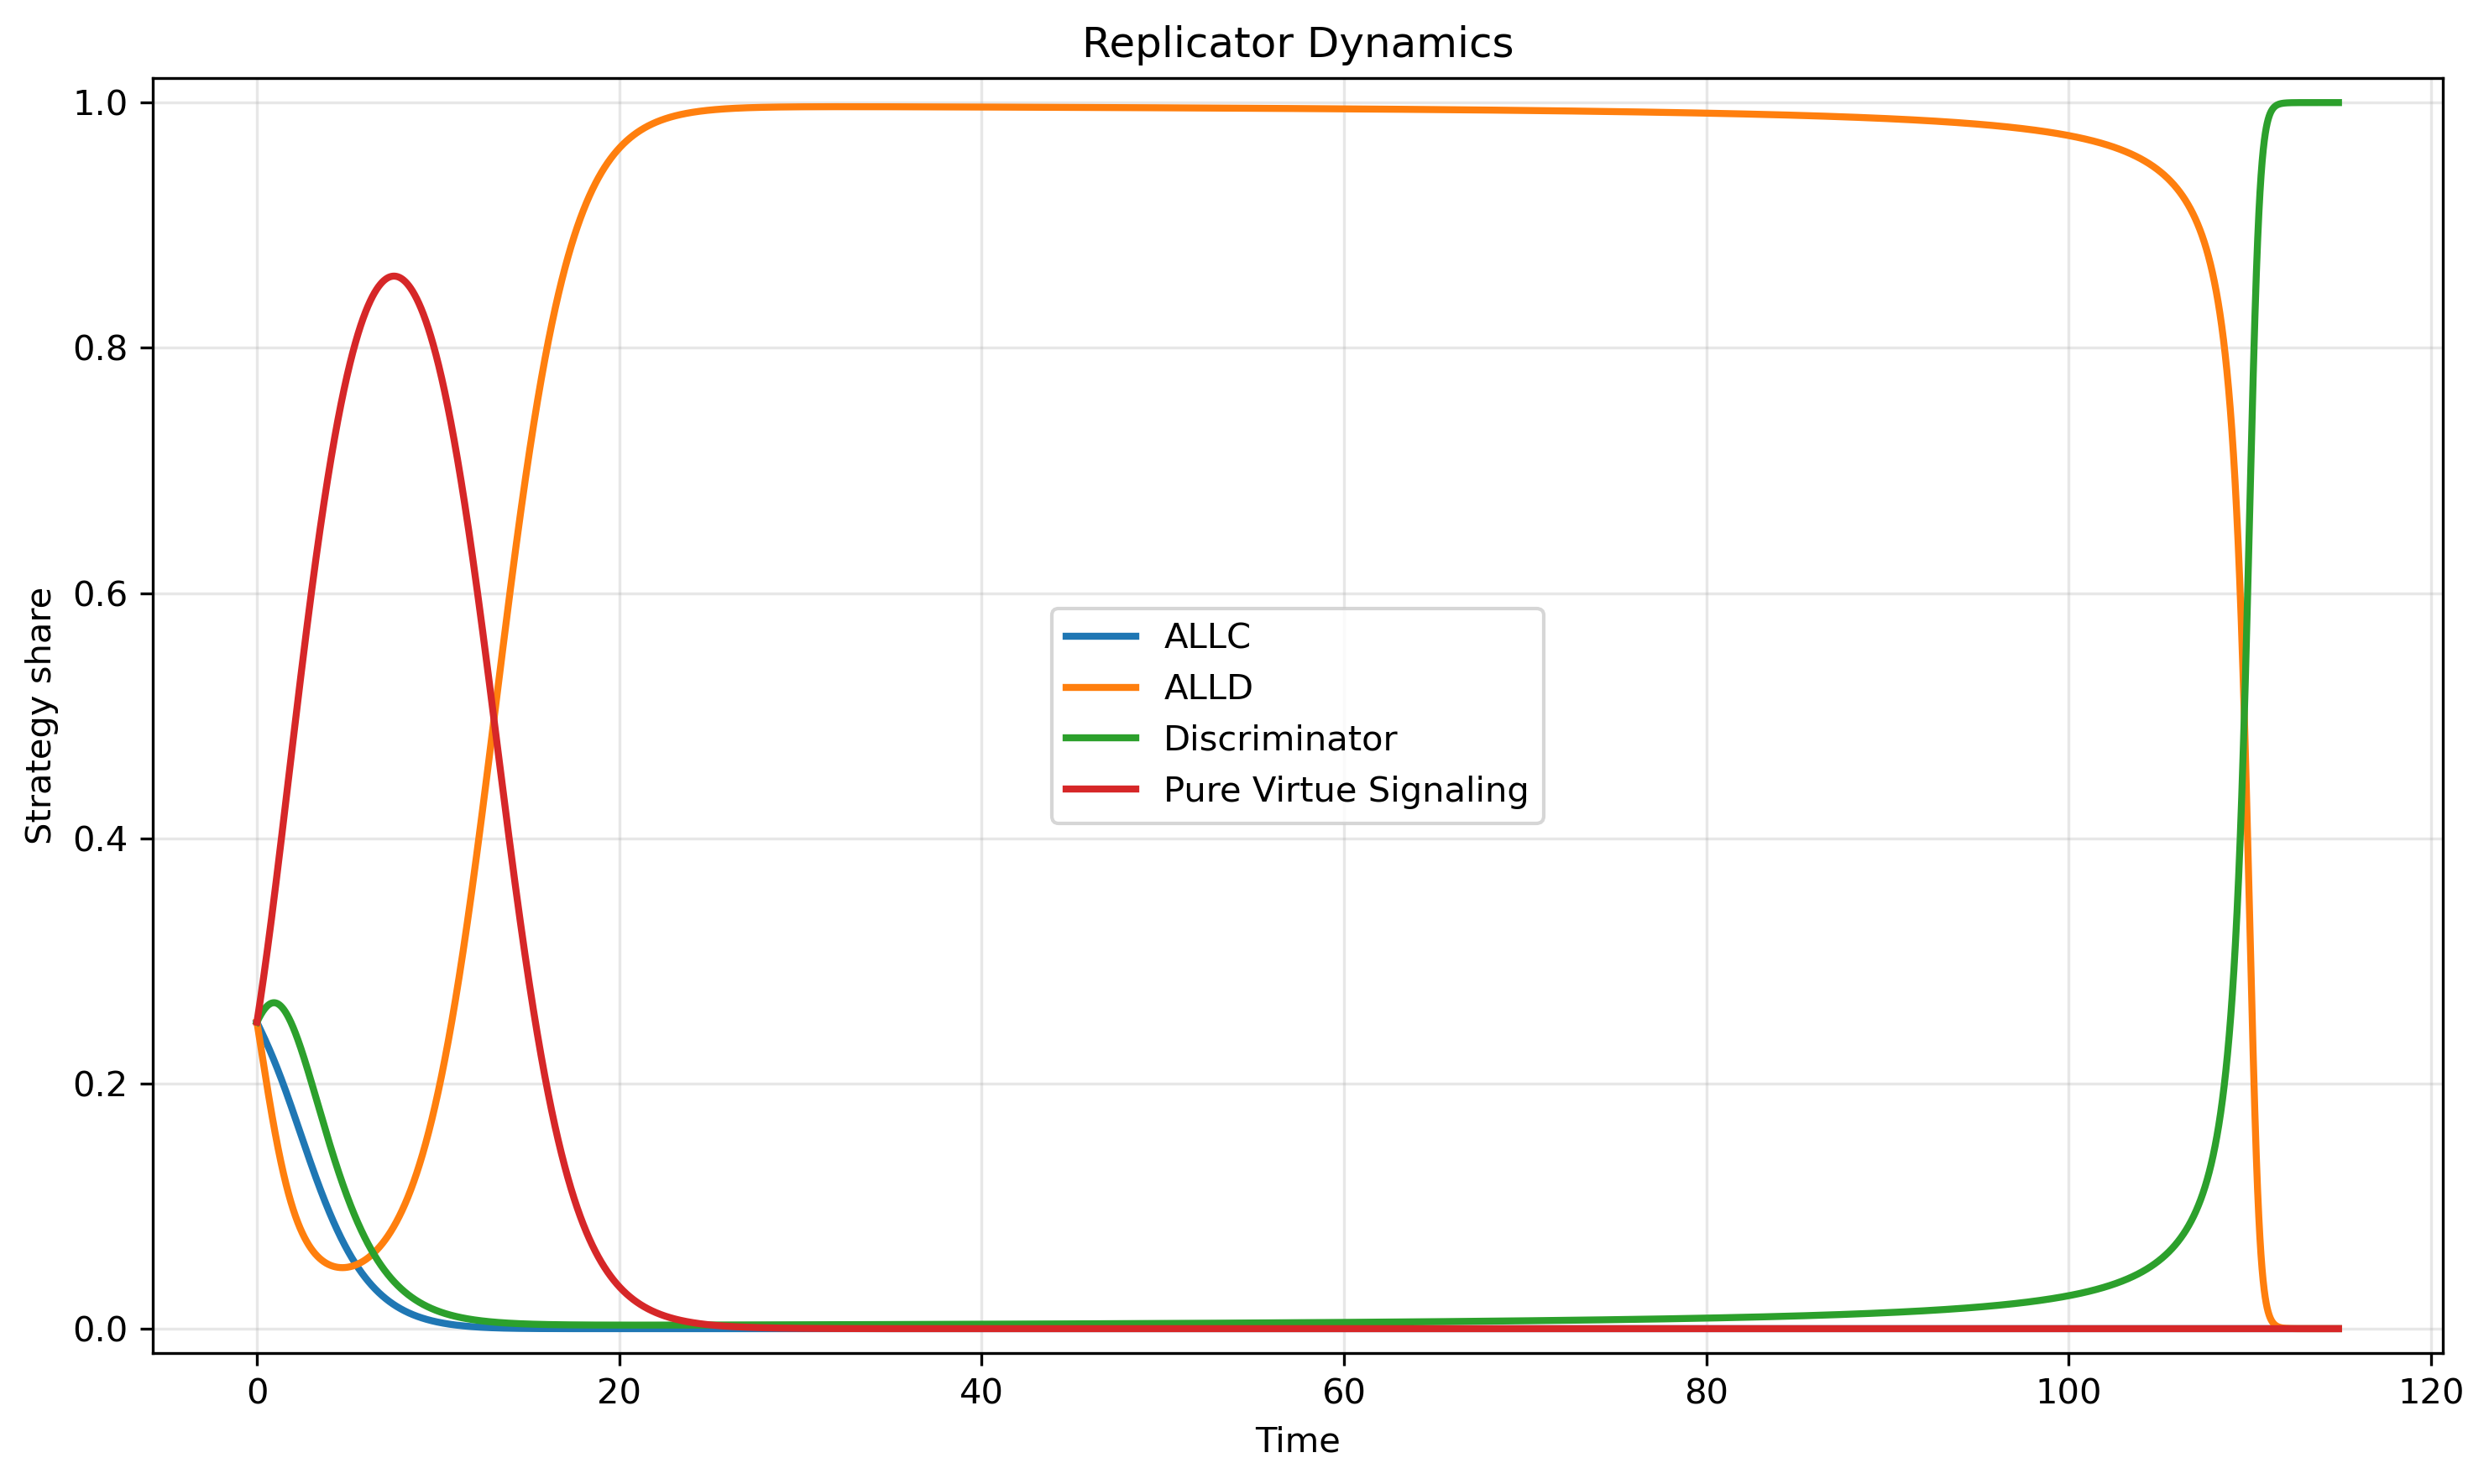 Replicator Dynamics
1.0
0.8
0.6
0.4
0.2
0.0
Strategy share
ALLC
ALLD
Discriminator
Pure Virtue Signaling
0 20 40 60 80 100 120
Time